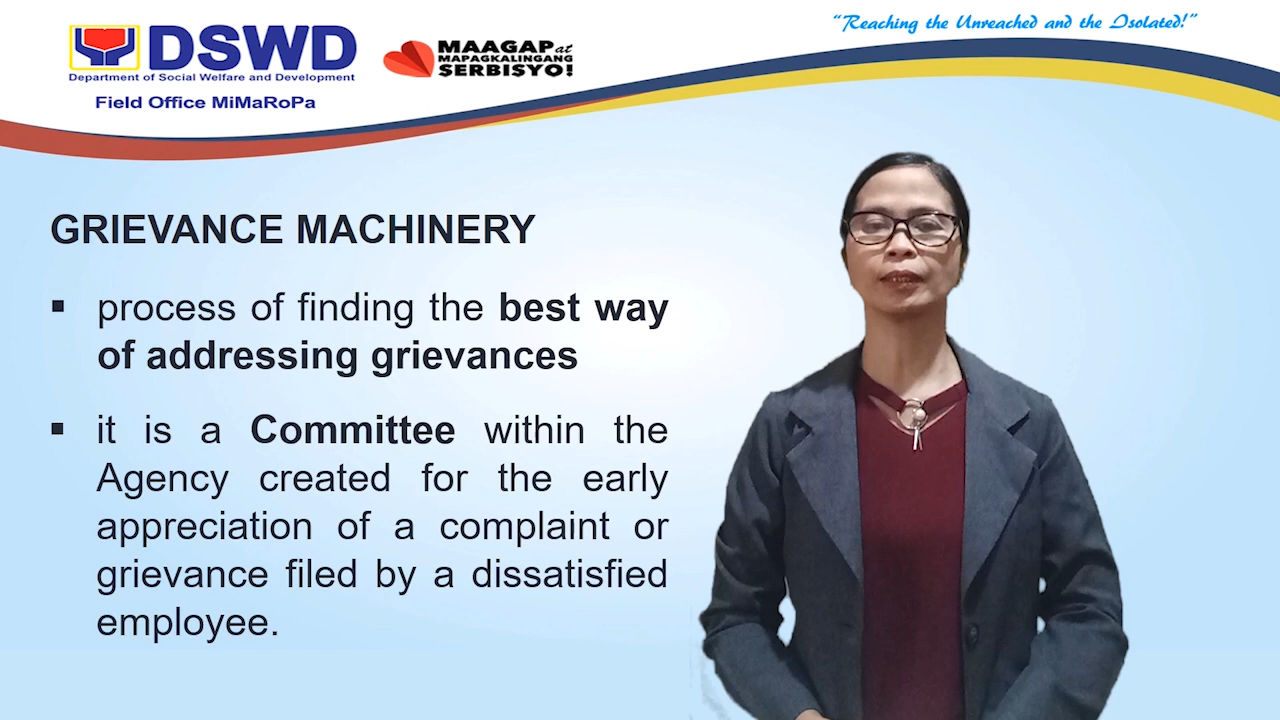 DSWD
Department of Social Welfare and Development
Field Office MiMaRoPa
MAAGAP at
MAPAGKALINGANG
SERBISYO!
“Reaching the Unreached and the Isolated!”
GRIEVANCE MACHINERY
▪ process of finding the best way
of addressing grievances
▪ it is a Committee within the
Agency created for the early
appreciation of a complaint or
grievance filed by a dissatisfied
employee.